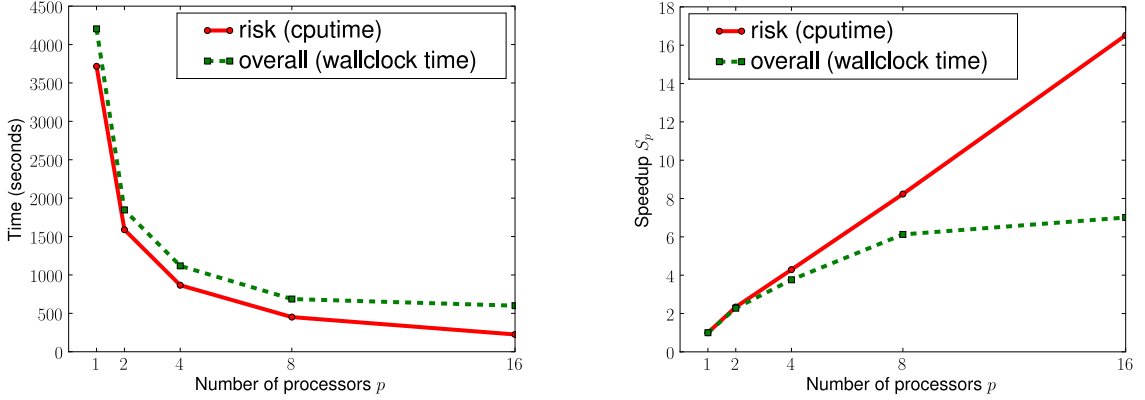 4500
4000
3500
3000
2500
2000
1500
1000
500
0
Time (seconds)
risk (cputime)
overall (wallclock time)
1 2 4 8 16
Number of processors p
18
16
14
12
10
8
6
4
2
0
Speedup Sp
risk (cputime)
overall (wallclock time)
1 2 4 8 16
Number of processors p